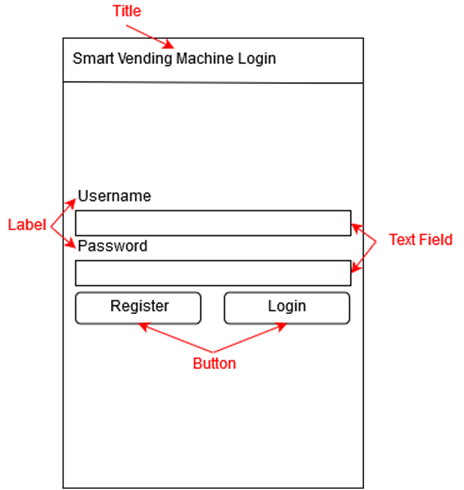 Title
Smart Vending Machine Login
Username
Label
Text Field
Password
Register
Login
Button